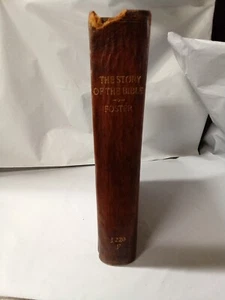 THE STORY
OF THE BIBLE
FOSTER
F